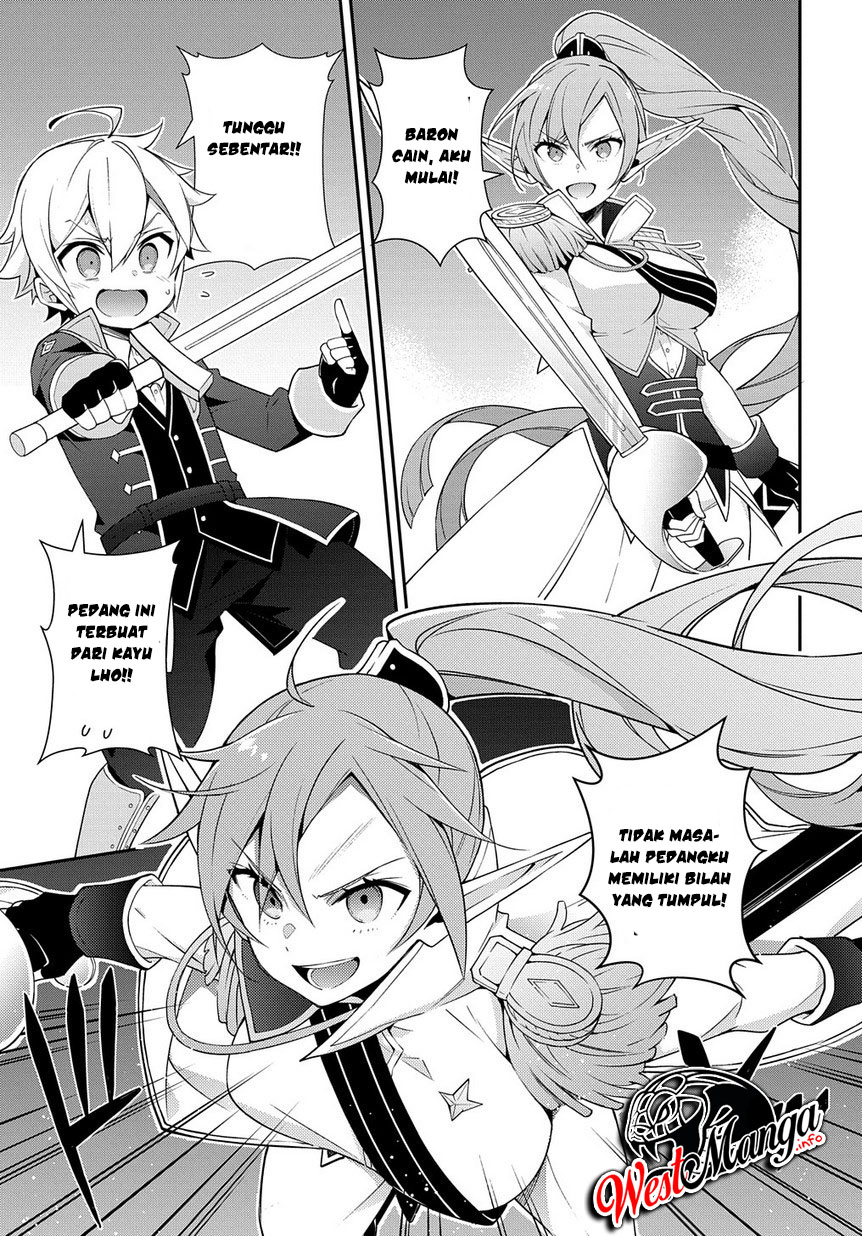 BARON
CAIN, AKU
MULAI!
TUNGGU
SEBENTAR!!
PEDANG INI
TERBUAT
DARI KAYU
LHO!!
TIDAK MASA-
LAH PEDANGKU
MEMILIKI BILAH
YANG TUMPUL!
WestManga.info